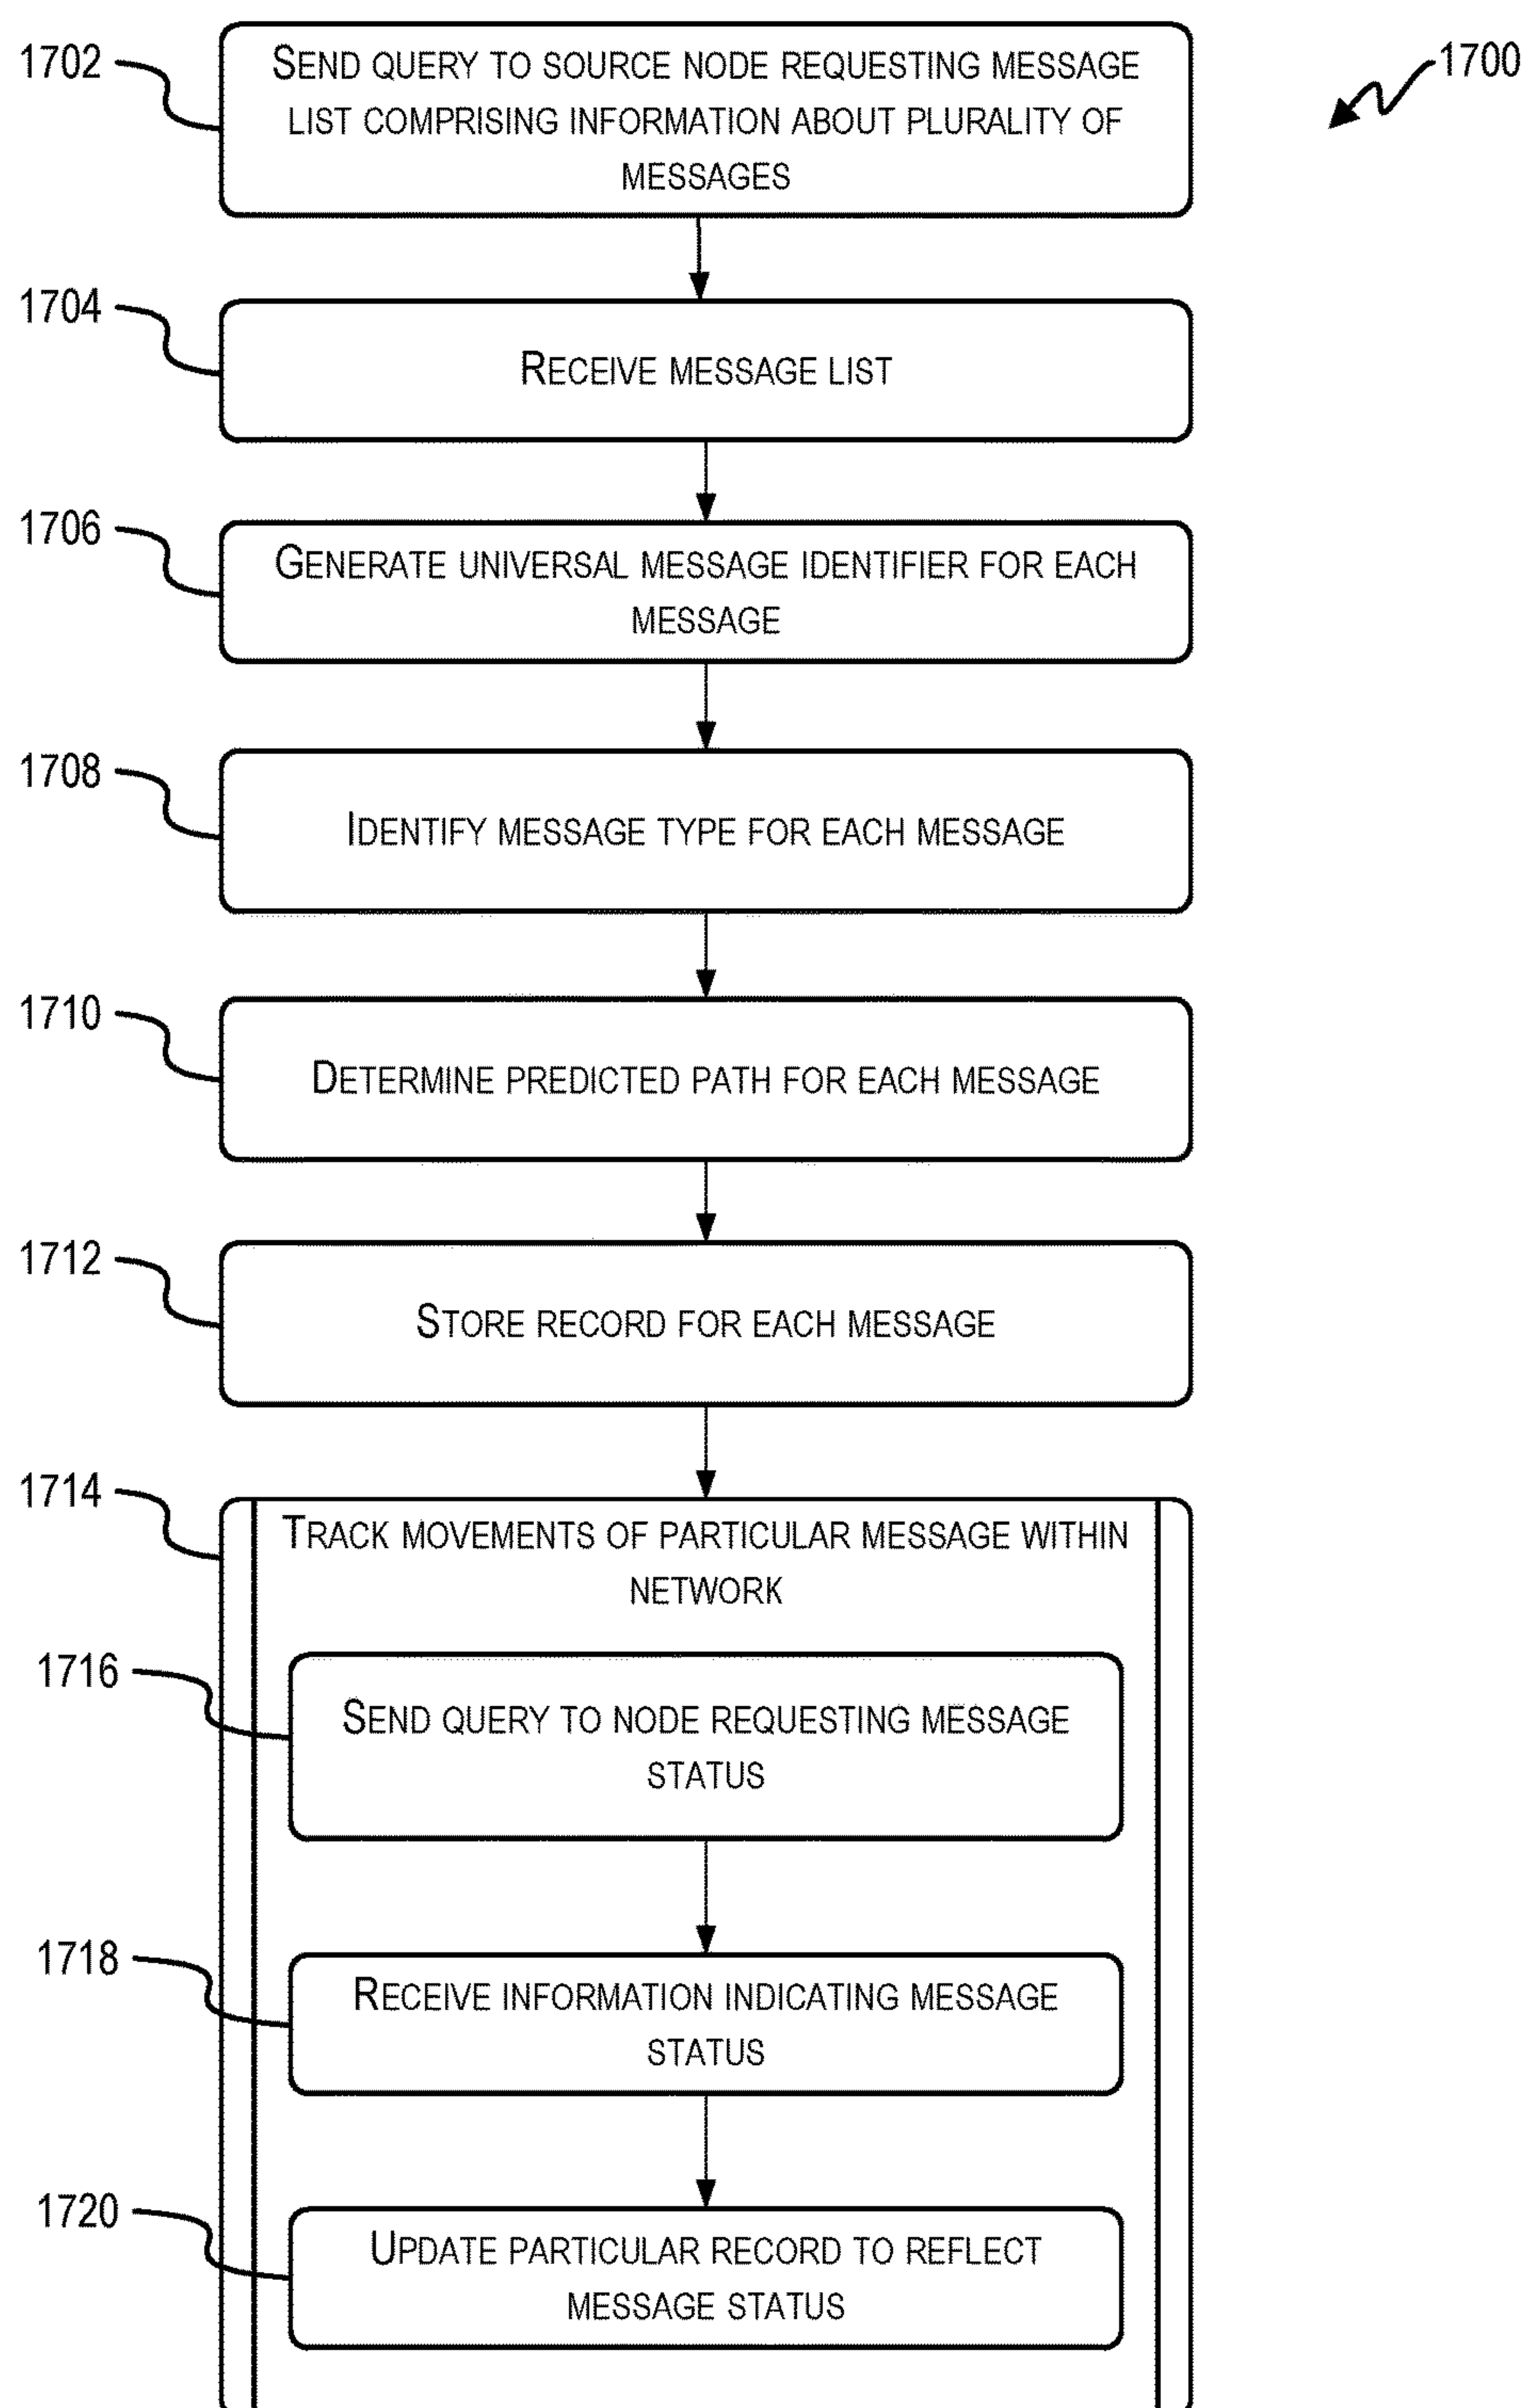 1702
SEND QUERY TO SOURCE NODE REQUESTING MESSAGE
LIST COMPRISING INFORMATION ABOUT PLURALITY OF
MESSAGES
1700
1704
RECEIVE MESSAGE LIST
1706
GENERATE UNIVERSAL MESSAGE IDENTIFIER FOR EACH
MESSAGE
1708
IDENTIFY MESSAGE TYPE FOR EACH MESSAGE
1710
DETERMINE PREDICTED PATH FOR EACH MESSAGE
1712
STORE RECORD FOR EACH MESSAGE
1714
TRACK MOVEMENTS OF PARTICULAR MESSAGE WITHIN
NETWORK
1716
SEND QUERY TO NODE REQUESTING MESSAGE
STATUS
1718
RECEIVE INFORMATION INDICATING MESSAGE
STATUS
1720
UPDATE PARTICULAR RECORD TO REFLECT
MESSAGE STATUS